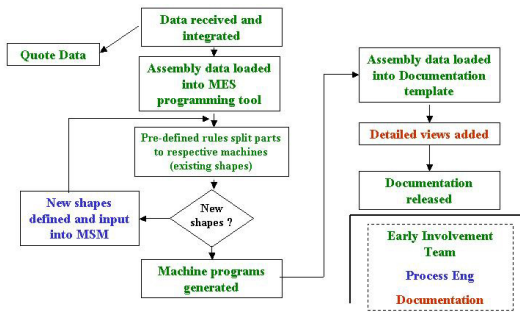 Data received and
integrated
Quote Data
Assembly data loaded
into MES
programming tool
Pre-defined rules split parts
to respective machines
(existing shapes)
New
shapes ?
New shapes
defined and input
into MSM
Machine programs
generated
Assembly data loaded
into Documentation
template
Detailed views added
Documentation
released
Early Involvement
Team
Process Eng
Documentation